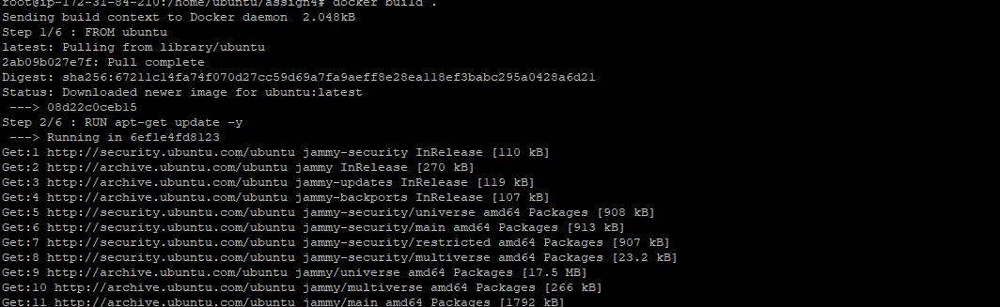 root@ip-172-31-84-210:/home/ubuntu/assign4# docker build .
Sending build context to Docker daemon  2.048kB
Step 1/6 : FROM ubuntu
latest: Pulling from library/ubuntu
2ab09b027e7f: Pull complete
Digest: sha256:67211c14fa74f070d27cc59d69a7fa9aeff8e28ea118ef3babc295a0428a6d21
Status: Downloaded newer image for ubuntu:latest
 ---> 08d22c0ceb15
Step 2/6 : RUN apt-get update -y
 ---> Running in 6ef1e4fd8123
Get:1 http://security.ubuntu.com/ubuntu jammy-security InRelease [110 kB]
Get:2 http://archive.ubuntu.com/ubuntu jammy InRelease [270 kB]
Get:3 http://archive.ubuntu.com/ubuntu jammy-updates InRelease [119 kB]
Get:4 http://archive.ubuntu.com/ubuntu jammy-backports InRelease [107 kB]
Get:5 http://security.ubuntu.com/ubuntu jammy-security/universe amd64 Packages [908 kB]
Get:6 http://security.ubuntu.com/ubuntu jammy-security/main amd64 Packages [913 kB]
Get:7 http://security.ubuntu.com/ubuntu jammy-security/restricted amd64 Packages [907 kB]
Get:8 http://security.ubuntu.com/ubuntu jammy-security/multiverse amd64 Packages [23.2 kB]
Get:9 http://archive.ubuntu.com/ubuntu jammy/universe amd64 Packages [17.5 MB]
Get:10 http://archive.ubuntu.com/ubuntu jammy/multiverse amd64 Packages [266 kB]
Get:11 http://archive.ubuntu.com/ubuntu jammy/main amd64 Packages [1792 kB]